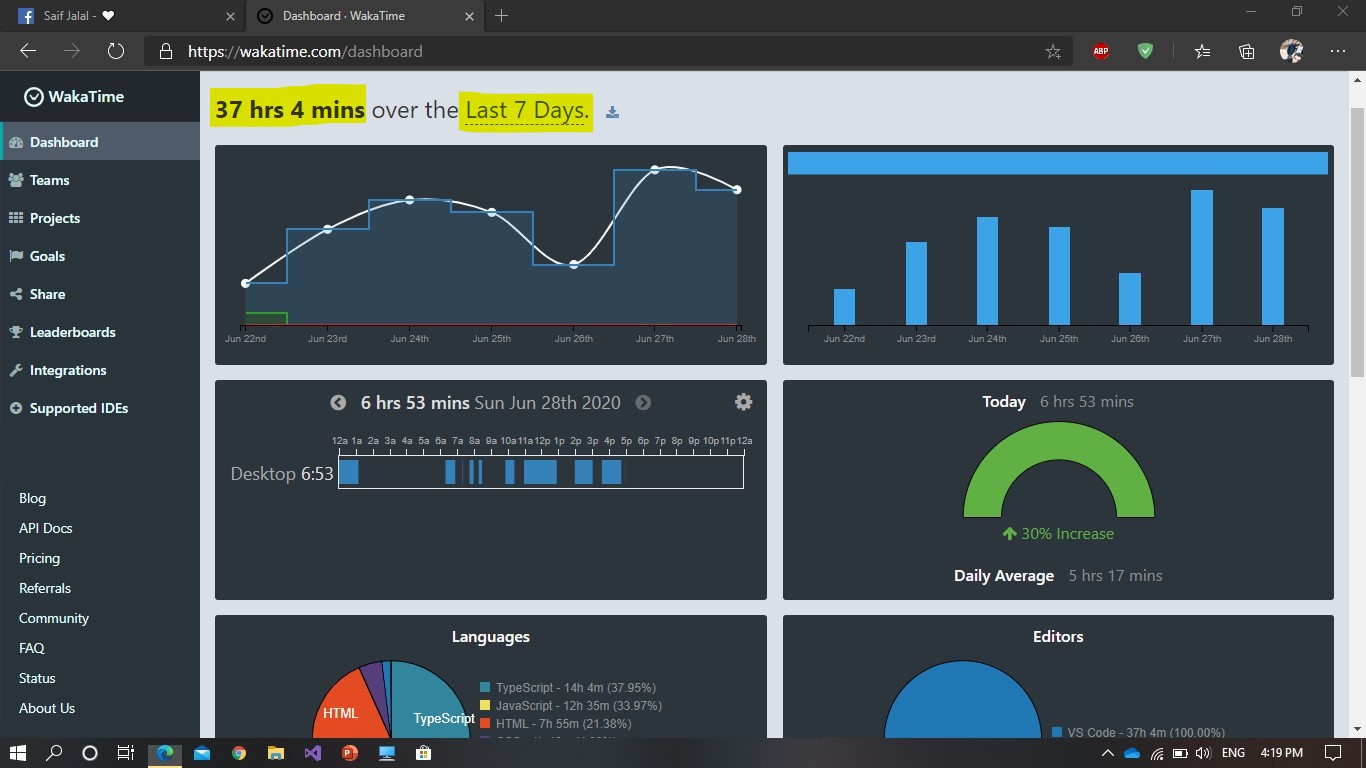 Saif Jalal - ♥
Dashboard · WakaTime
https://wakatime.com/dashboard
ABP
WakaTime
Dashboard
Teams
Projects
Goals
Share
Leaderboards
Integrations
Supported IDEs
Blog
API Docs
Pricing
Referrals
Community
FAQ
Status
About Us
37 hrs 4 mins over the Last 7 Days.
Jun 22nd Jun 23rd Jun 24th Jun 25th Jun 26th Jun 27th Jun 28th
Jun 22nd Jun 23rd Jun 24th Jun 25th Jun 26th Jun 27th Jun 28th
6 hrs 53 mins Sun Jun 28th 2020
12a 1a 2a 3a 4a 5a 6a 7a 8a 9a 10a 11a 12p 1p 2p 3p 4p 5p 6p 7p 8p 9p 10p 11p 12a
Desktop 6:53
Today 6 hrs 53 mins
30% Increase
Daily Average 5 hrs 17 mins
Languages
HTML
TypeScript
TypeScript - 14h 4m (37.95%)
JavaScript - 12h 35m (33.97%)
HTML - 7h 55m (21.38%)
Editors
VS Code - 37h 4m (100.00%)
ENG
4:19 PM